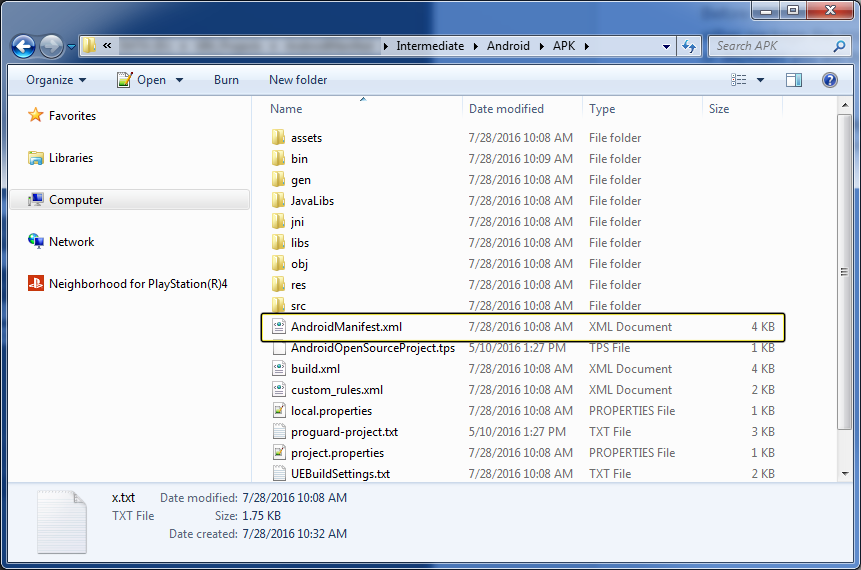 « Intermediate Android APK Search APK
Organize Open Burn New folder
Name Date modified Type Size
Favorites
Libraries
Computer
Network
Neighborhood for PlayStation(R)4
assets 7/28/2016 10:08 AM File folder
bin 7/28/2016 10:09 AM File folder
gen 7/28/2016 10:08 AM File folder
JavaLibs 7/28/2016 10:08 AM File folder
jni 7/28/2016 10:08 AM File folder
libs 7/28/2016 10:08 AM File folder
obj 7/28/2016 10:08 AM File folder
res 7/28/2016 10:08 AM File folder
src 7/28/2016 10:08 AM File folder
AndroidManifest.xml 7/28/2016 10:08 AM XML Document 4 KB
AndroidOpenSourceProject.tps 5/10/2016 1:27 PM TPS File 1 KB
build.xml 7/28/2016 10:08 AM XML Document 4 KB
custom_rules.xml 7/28/2016 10:08 AM XML Document 2 KB
local.properties 7/28/2016 10:08 AM PROPERTIES File 1 KB
proguard-project.txt 5/10/2016 1:27 PM TXT File 3 KB
project.properties 7/28/2016 10:08 AM PROPERTIES File 1 KB
UEBuildSettings.txt 7/28/2016 10:08 AM TXT File 2 KB
x.txt Date modified: 7/28/2016 10:08 AM
TXT File Size: 1.75 KB
Date created: 7/28/2016 10:32 AM